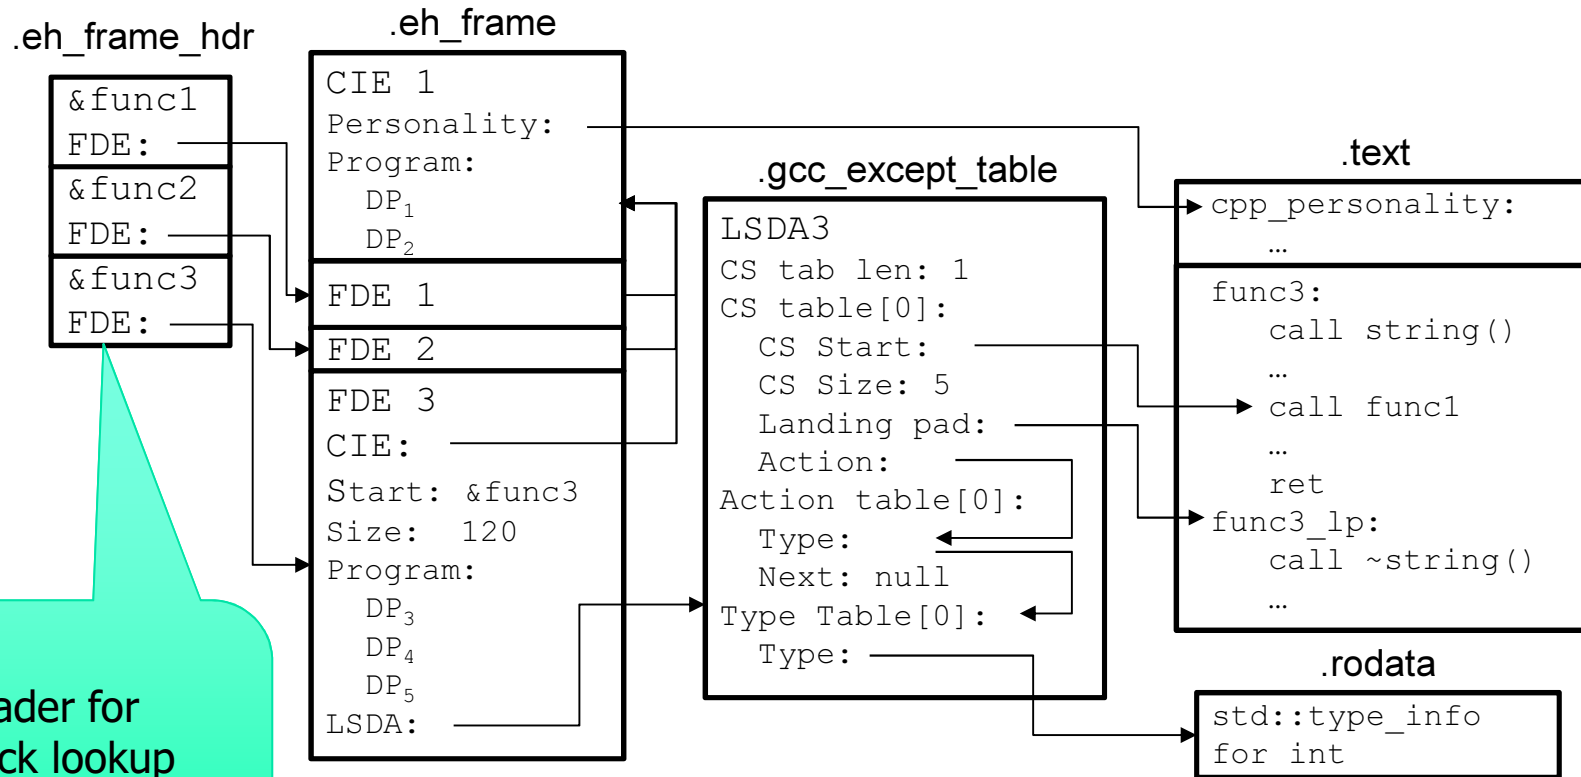 .eh_frame_hdr
&func1
FDE:
&func2
FDE:
&func3
FDE:
.eh_frame
CIE 1
Personality:
Program:
DP₁
DP₂
FDE 1
FDE 2
FDE 3
CIE:
Start: &func3
Size: 120
Program:
DP₃
DP₄
DP₅
LSDA:
.gcc_except_table
LSDA3
CS tab len: 1
CS table[0]:
CS Start:
CS Size: 5
Landing pad:
Action:
Action table[0]:
Type:
Next: null
Type Table[0]:
Type:
.text
cpp_personality:
…
func3:
call string()
…
call func1
…
ret
func3_lp:
call ~string()
…
.rodata
std::type_info
for int
for
lookup